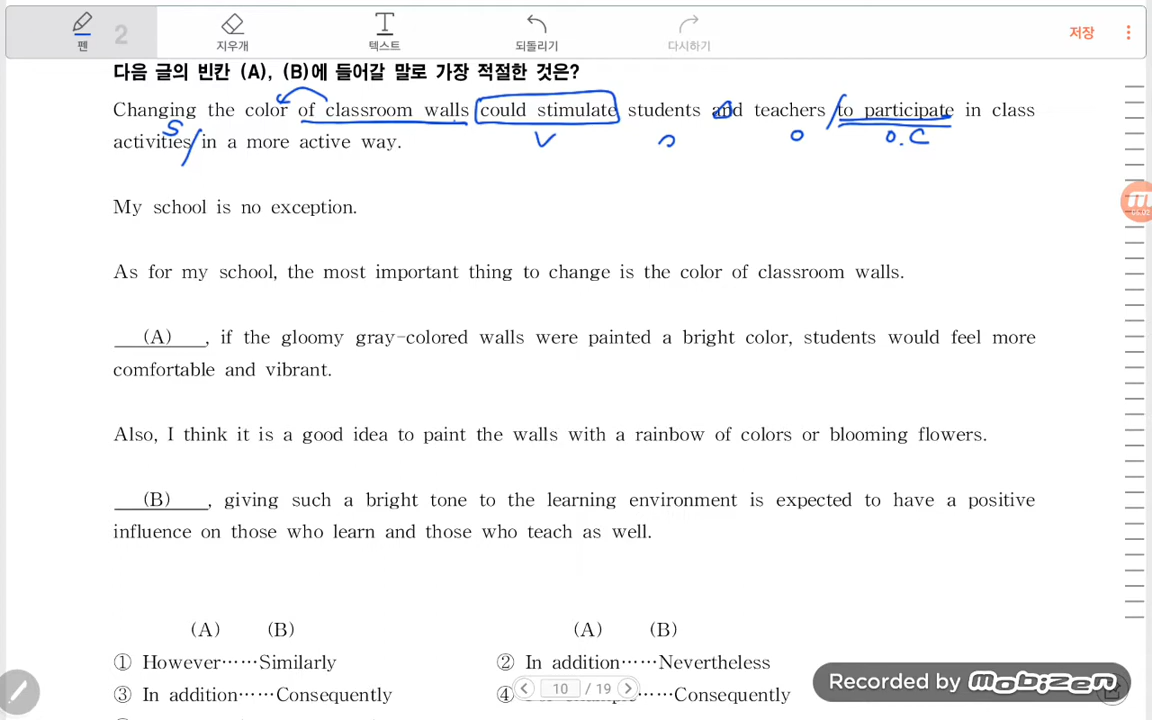 2
펜
지우개
텍스트
되돌리기
다시하기
저장
다음 글의 빈칸 (A), (B)에 들어갈 말로 가장 적절한 것은?
Changing the color of classroom walls could stimulate students and teachers to participate in class
S V O O O.C
activities in a more active way.
My school is no exception.
As for my school, the most important thing to change is the color of classroom walls.
(A) , if the gloomy gray-colored walls were painted a bright color, students would feel more
comfortable and vibrant.
Also, I think it is a good idea to paint the walls with a rainbow of colors or blooming flowers.
(B) , giving such a bright tone to the learning environment is expected to have a positive
influence on those who learn and those who teach as well.
(A) (B) (A) (B)
① However……Similarly ② In addition……Nevertheless
③ In addition……Consequently ④ ……Consequently
10 / 19
Recorded by mobizen